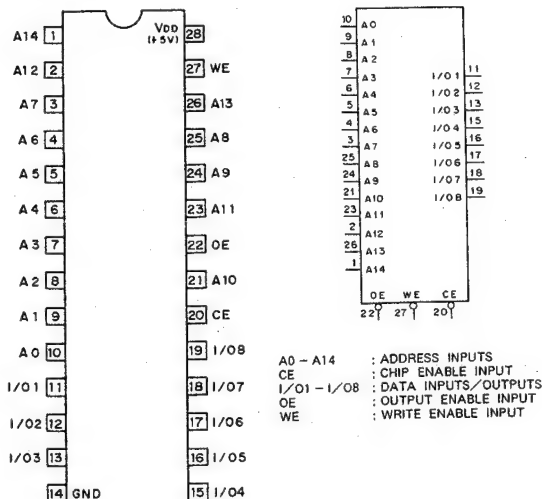 A14 1 VDD 28
(+5V)
A12 2 27 WE
A7 3 26 A13
A6 4 25 A8
A5 5 24 A9
A4 6 23 A11
A3 7 22 OE
A2 8 21 A10
A1 9 20 CE
A0 10 19 I/O8
I/O1 11 18 I/O7
I/O2 12 17 I/O6
I/O3 13 16 I/O5
14 GND 15 I/O4
10 A0
9 A1
8 A2
7 A3 I/O1 11
6 A4 I/O2 12
5 A5 I/O3 13
4 A6 I/O4 15
3 A7 I/O5 16
25 A8 I/O6 17
24 A9 I/O7 18
21 A10 I/O8 19
23 A11
2 A12
26 A13
1 A14
OE WE CE
22 27 20
A0 - A14 : ADDRESS INPUTS
CE : CHIP ENABLE INPUT
I/O1 - I/O8 : DATA INPUTS/OUTPUTS
OE : OUTPUT ENABLE INPUT
WE : WRITE ENABLE INPUT